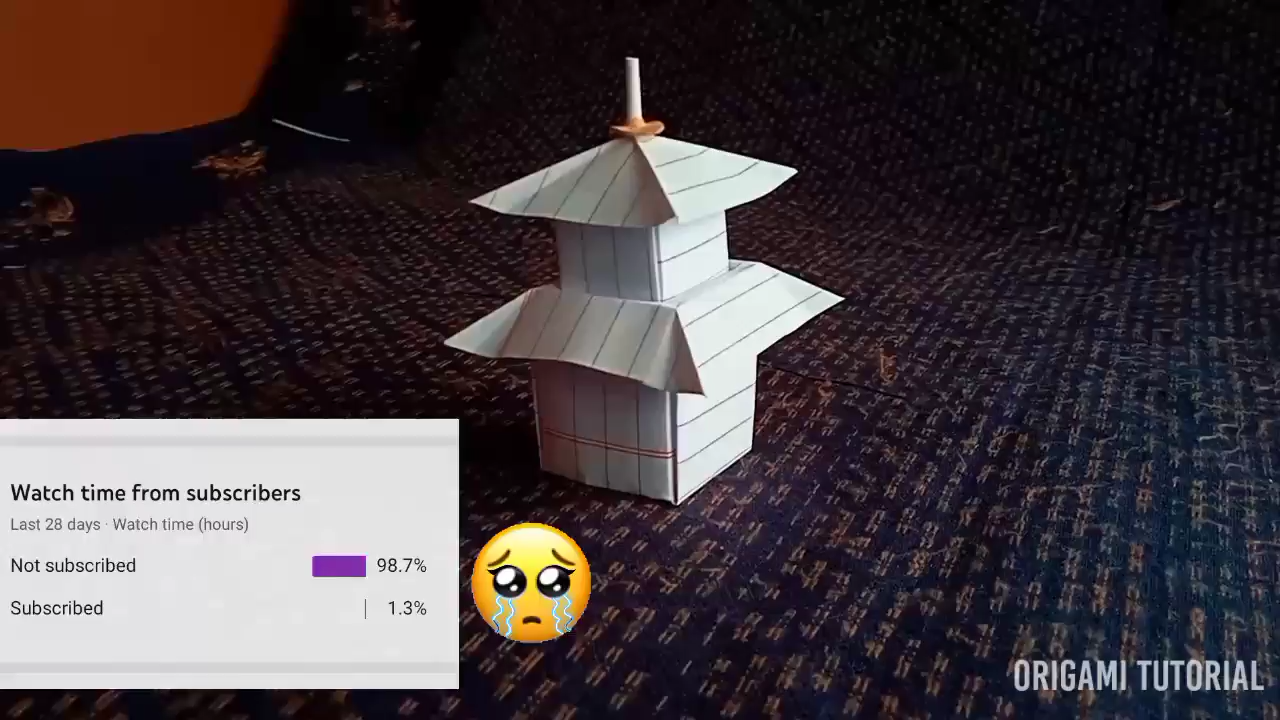 Watch time from subscribers
Last 28 days · Watch time (hours)
Not subscribed 98.7%
Subscribed 1.3%
ORIGAMI TUTORIAL